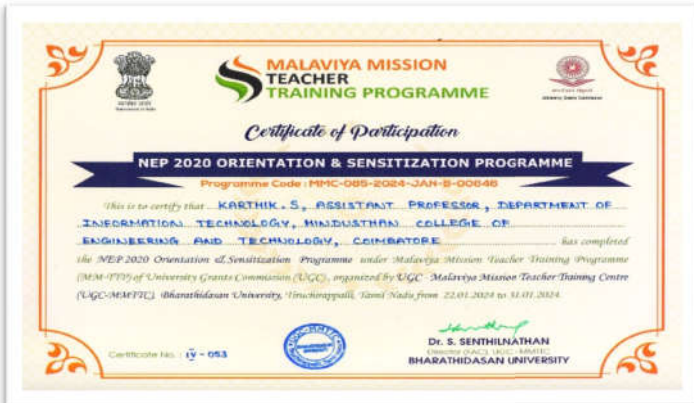 MALAVIYA MISSION
TEACHER
TRAINING PROGRAMME
Certificate of Participation
NEP 2020 ORIENTATION & SENSITIZATION PROGRAMME
Programme Code : MMC-085-2024-JAN-B-00646
This is to certify that KARTHIK.S, ASSISTANT PROFESSOR, DEPARTMENT OF
INFORMATION TECHNOLOGY, HINDUSTHAN COLLEGE OF
ENGINEERING AND TECHNOLOGY, COIMBATORE has completed
the NEP 2020 Orientation & Sensitization Programme under Malaviya Mission Teacher Training Programme
(MM-TTP) of University Grants Commission (UGC), organized by UGC - Malaviya Mission Teacher Training Centre
(UGC-MMTTC), Bharathidasan University, Tiruchirappalli, Tamil Nadu from 22.01.2024 to 31.01.2024.
Certificate No. : IV - 053
Dr. S. SENTHILNATHAN
Director (FAC), UGC - MMTTC
BHARATHIDASAN UNIVERSITY